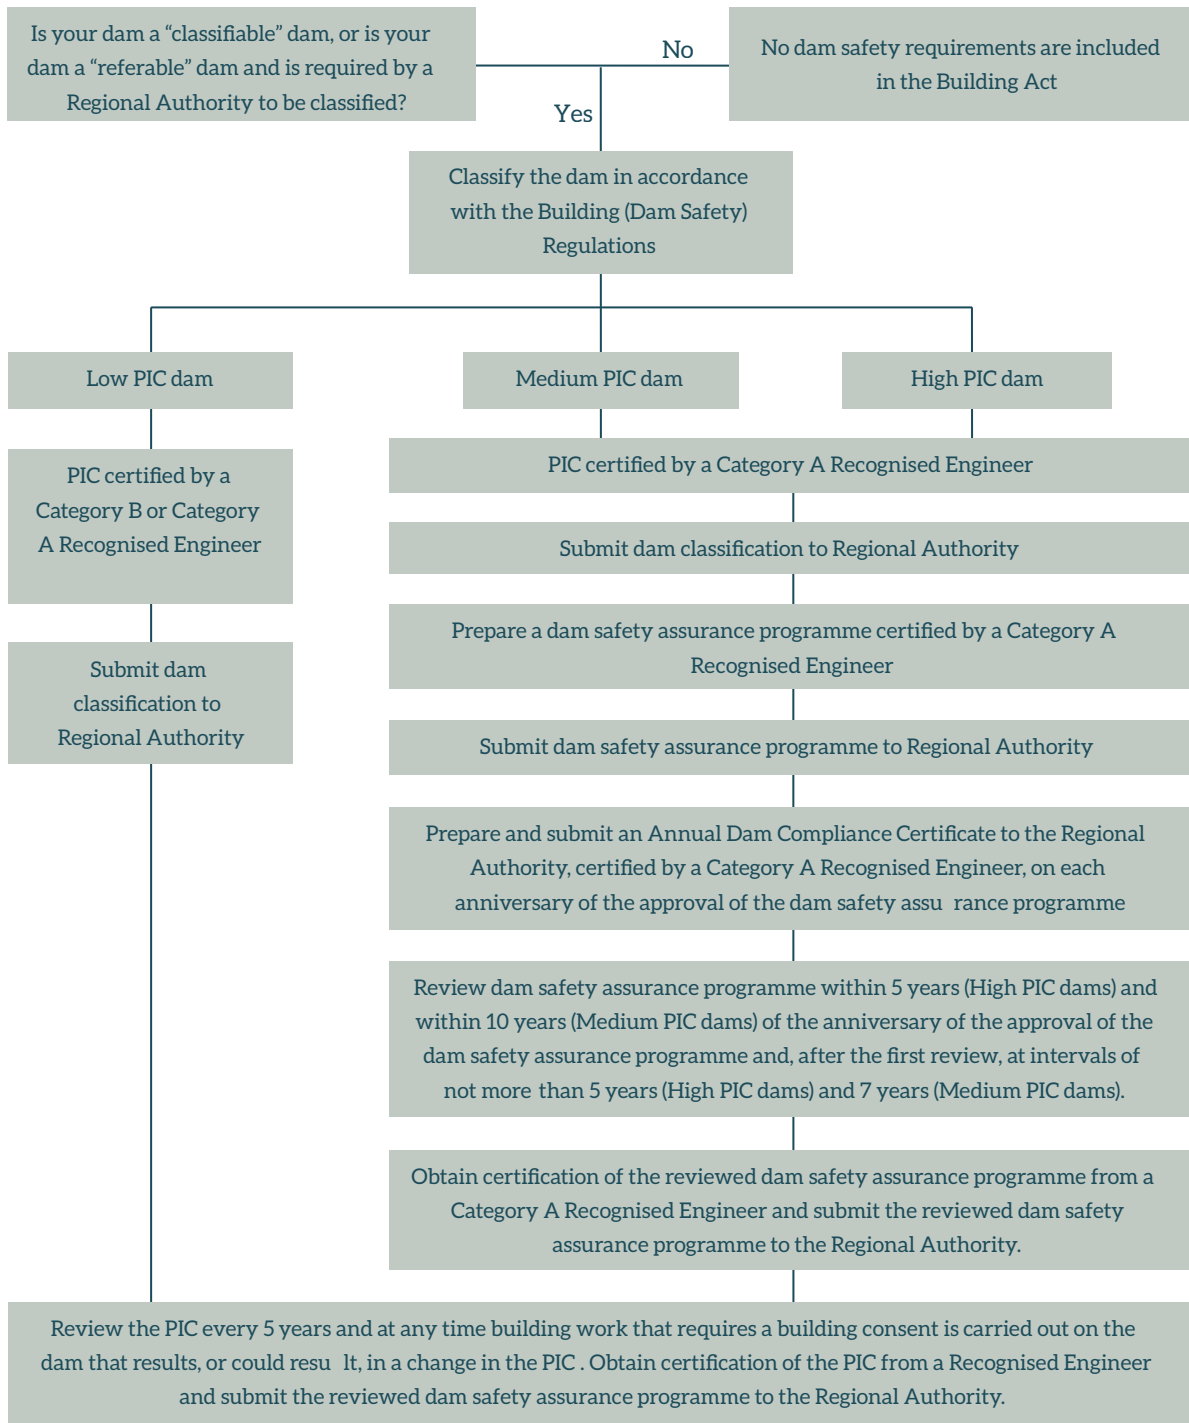 Is your dam a “classifiable” dam, or is your
dam a “referable” dam and is required by a
Regional Authority to be classified?
No
No dam safety requirements are included
in the Building Act
Yes
Classify the dam in accordance
with the Building (Dam Safety)
Regulations
Low PIC dam
Medium PIC dam
High PIC dam
PIC certified by a
Category B or Category
A Recognised Engineer
Submit dam
classification to
Regional Authority
PIC certified by a Category A Recognised Engineer
Submit dam classification to Regional Authority
Prepare a dam safety assurance programme certified by a Category A
Recognised Engineer
Submit dam safety assurance programme to Regional Authority
Prepare and submit an Annual Dam Compliance Certificate to the Regional
Authority, certified by a Category A Recognised Engineer, on each
anniversary of the approval of the dam safety assu rance programme
Review dam safety assurance programme within 5 years (High PIC dams) and
within 10 years (Medium PIC dams) of the anniversary of the approval of the
dam safety assurance programme and, after the first review, at intervals of
not more than 5 years (High PIC dams) and 7 years (Medium PIC dams).
Obtain certification of the reviewed dam safety assurance programme from a
Category A Recognised Engineer and submit the reviewed dam safety
assurance programme to the Regional Authority.
Review the PIC every 5 years and at any time building work that requires a building consent is carried out on the
dam that results, or could resu lt, in a change in the PIC . Obtain certification of the PIC from a Recognised Engineer
and submit the reviewed dam safety assurance programme to the Regional Authority.